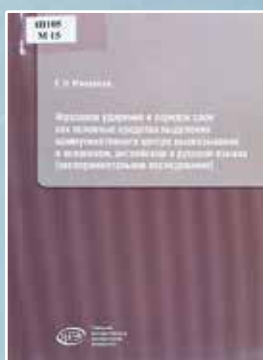 Ш105
М 15
Фразовое ударение и порядок слов
как основные средства выделения
коммуникативного центра высказывания
в испанском, английском и русском языках
(экспериментальное исследование)